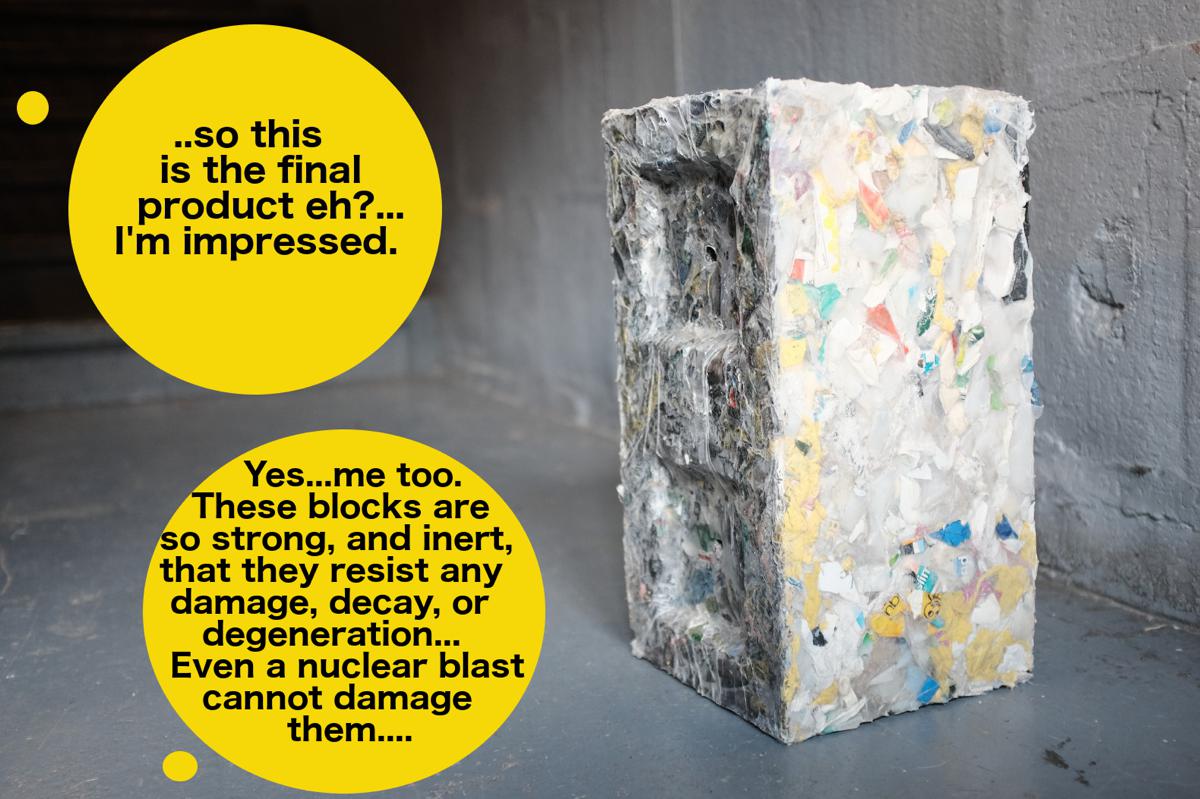 ..so this
is the final
product eh?...
I'm impressed.
Yes...me too.
These blocks are
so strong, and inert,
that they resist any
damage, decay, or
degeneration...
Even a nuclear blast
cannot damage
them....